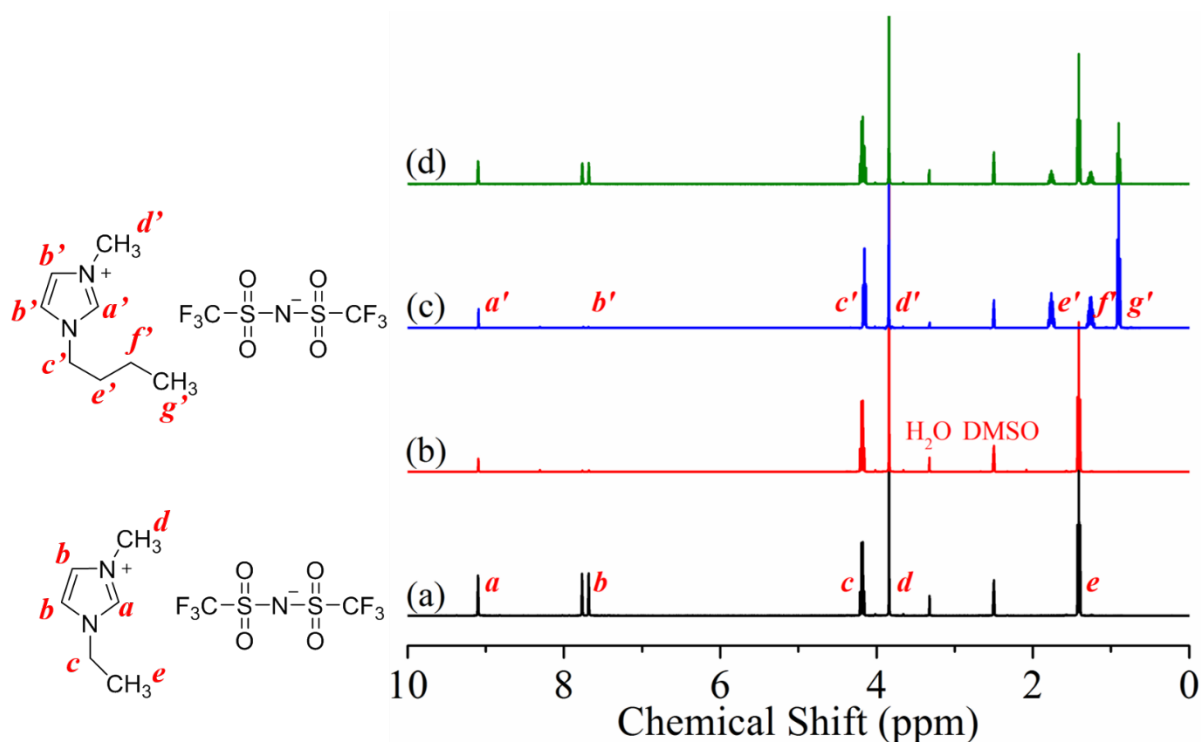 d'
CH₃
b'
N
+
b'
a'
N
f'
c'
CH₃
e'
g'
O O
F₃C S N⁻ S CF₃
O O
d
CH₃
b
N
+
b
a
N
c
CH₃
e
O O
F₃C S N⁻ S CF₃
O O
(d)
(c)
a' b' c' d' e' f' g'
(b)
H₂O DMSO
(a)
a b c d e
10 8 6 4 2 0
Chemical Shift (ppm)